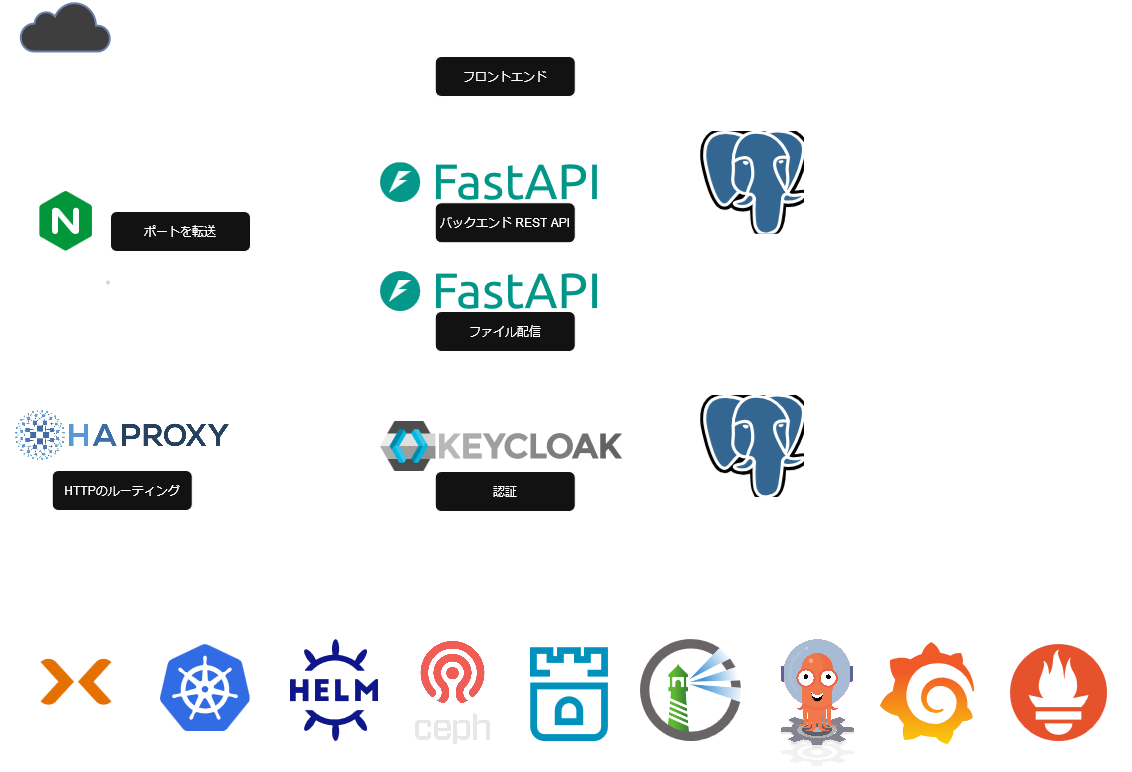 フロントエンド
FastAPI
バックエンド REST API
N
ポートを転送
FastAPI
ファイル配信
HAPROXY
HTTPのルーティング
KEYCLOAK
認証
HELM
ceph